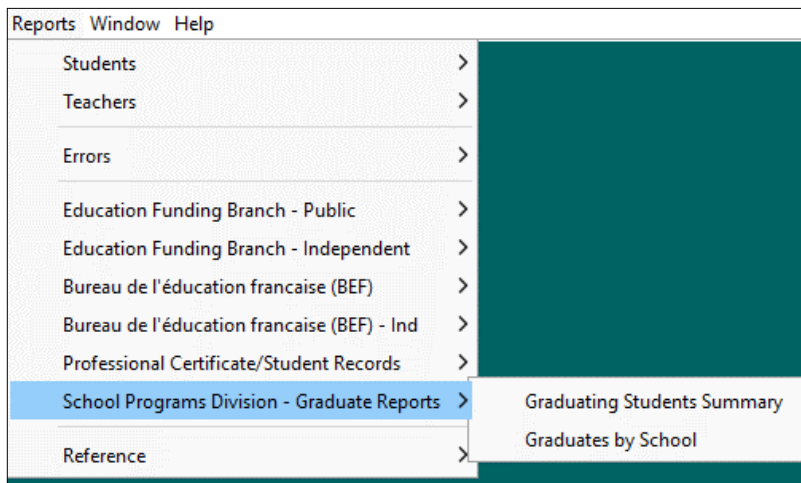 Reports Window Help
Students
Teachers
Errors
Education Funding Branch - Public
Education Funding Branch - Independent
Bureau de l'éducation francaise (BEF)
Bureau de l'éducation francaise (BEF) - Ind
Professional Certificate/Student Records
School Programs Division - Graduate Reports
Graduating Students Summary
Graduates by School
Reference